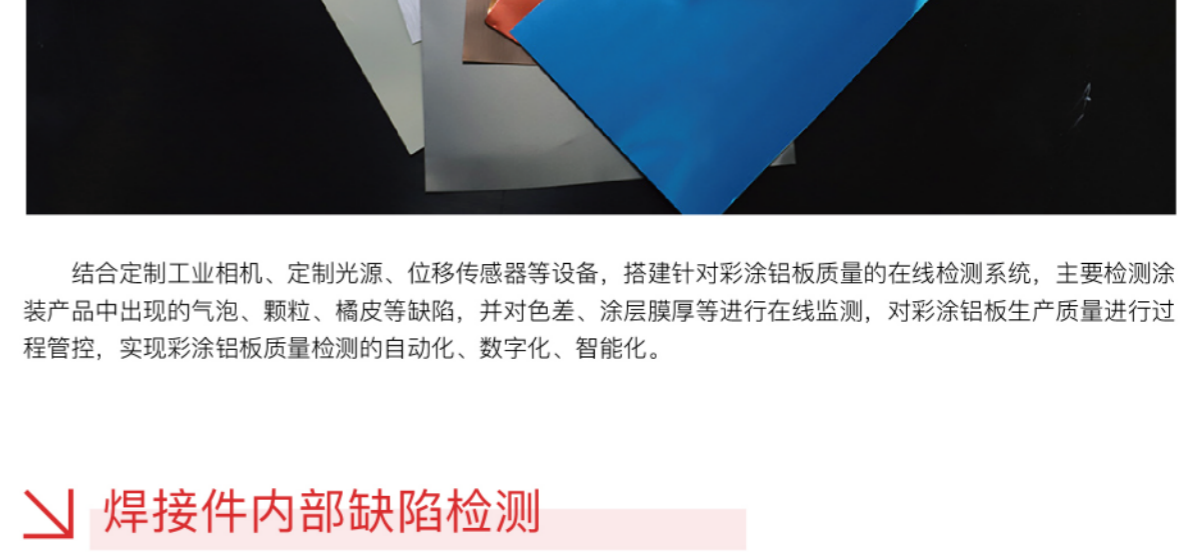 结合定制工业相机、定制光源、位移传感器等设备，搭建针对彩涂铝板质量的在线检测系统，主要检测涂
装产品中出现的气泡、颗粒、橘皮等缺陷，并对色差、涂层膜厚等进行在线监测，对彩涂铝板生产质量进行过
程管控，实现彩涂铝板质量检测的自动化、数字化、智能化。
焊接件内部缺陷检测